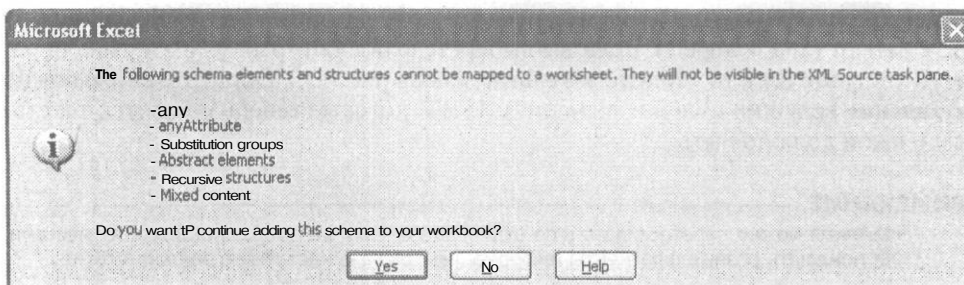 Microsoft Excel
The following schema elements and structures cannot be mapped to a worksheet. They will not be visible in the XML Source task pane.
-any
- anyAttribute
- Substitution groups
- Abstract elements
- Recursive structures
- Mixed content
Do you want tP continue adding this schema to your workbook?
Yes No Help